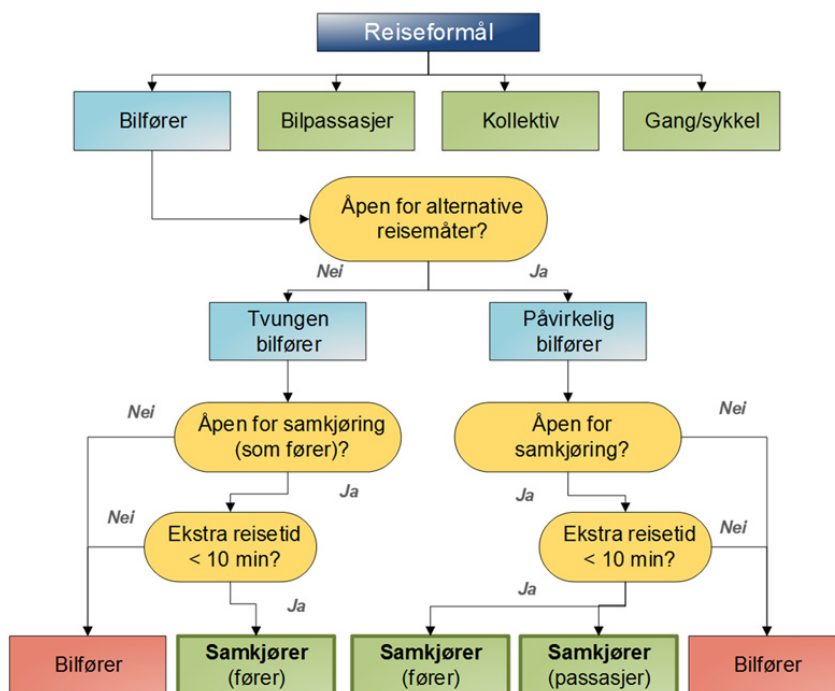 Reiseformål
Bilfører
Bilpassasjer
Kollektiv
Gang/sykkel
Åpen for alternative
reisemåter?
Nei
Ja
Tvungen
bilfører
Påvirkelig
bilfører
Nei
Nei
Åpen for samkjøring
(som fører)?
Åpen for
samkjøring?
Ja
Ja
Nei
Nei
Ekstra reisetid
< 10 min?
Ekstra reisetid
< 10 min?
Ja
Ja
Bilfører
Samkjører
(fører)
Samkjører
(fører)
Samkjører
(passasjer)
Bilfører